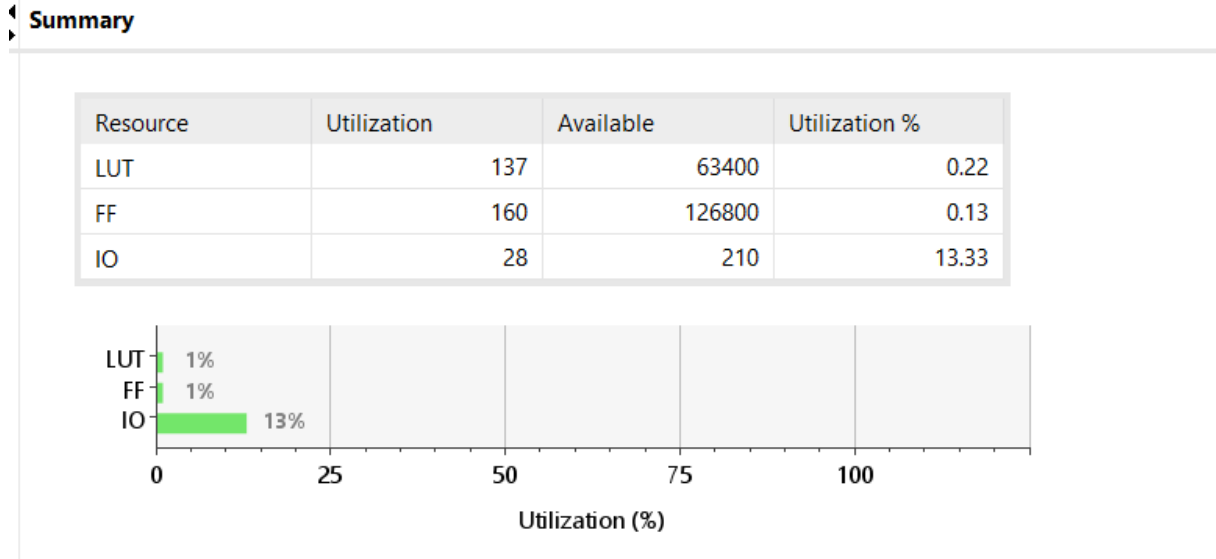 Summary
Resource Utilization Available Utilization %
LUT 137 63400 0.22
FF 160 126800 0.13
IO 28 210 13.33
LUT 1%
FF 1%
IO 13%
0 25 50 75 100
Utilization (%)